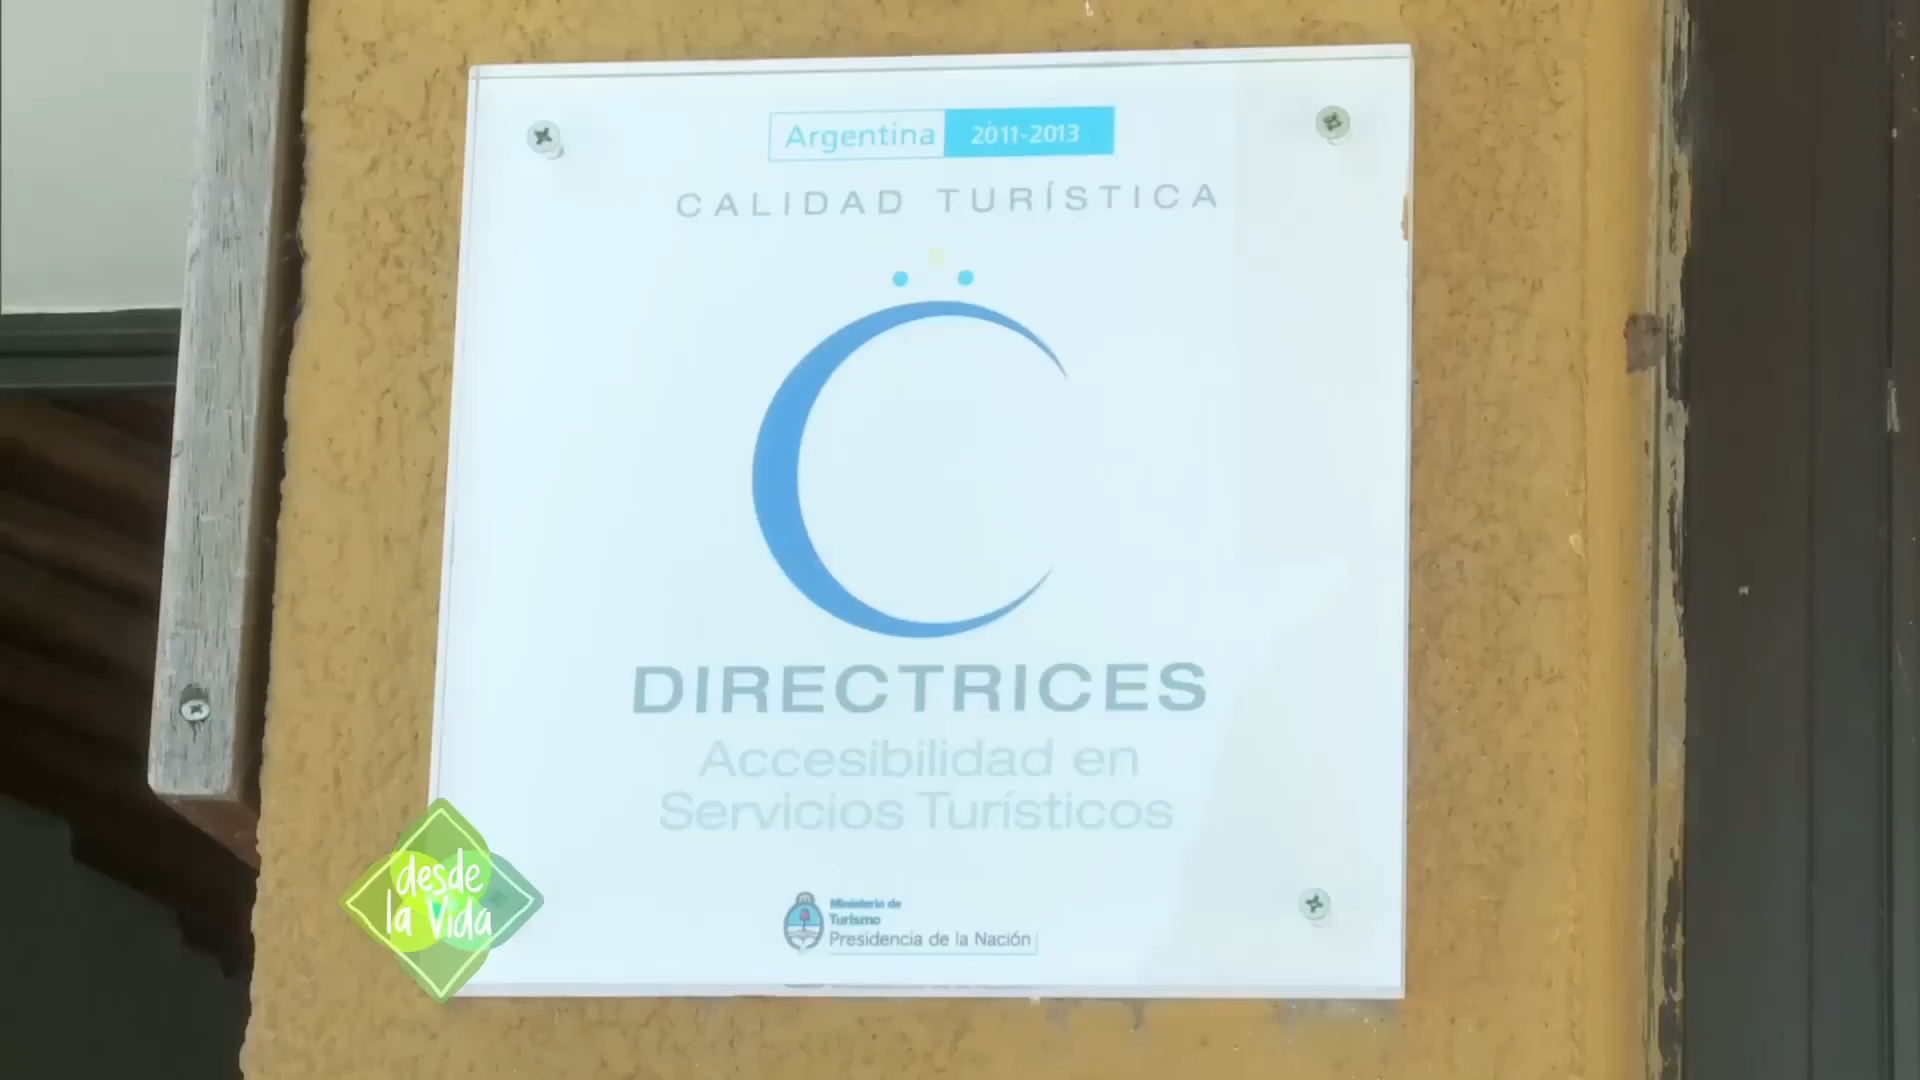 Argentina 2011-2013
CALIDAD TURÍSTICA
DIRECTRICES
Accesibilidad en
Servicios Turísticos
Ministerio de
Turismo
Presidencia de la Nación
desde
la Vida